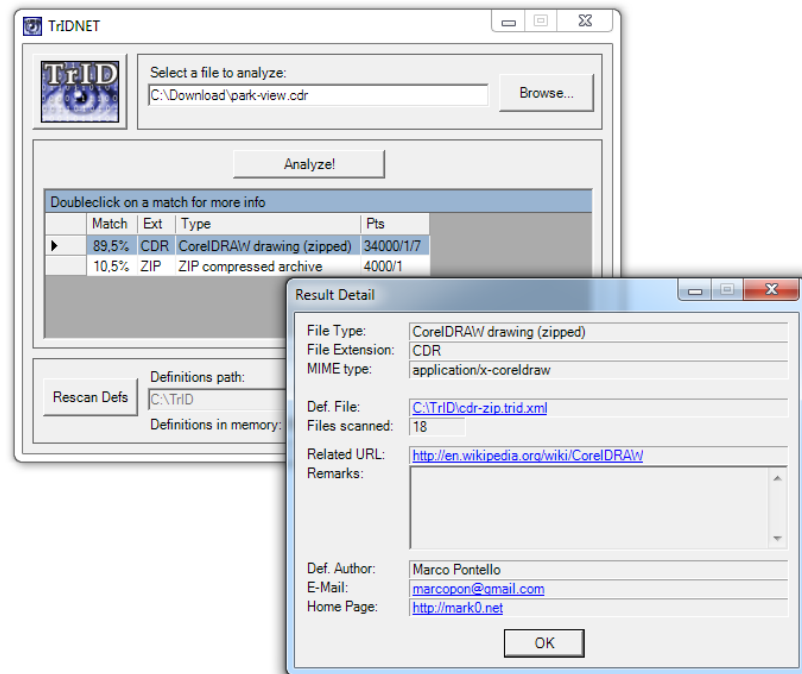 TrIDNET
TrID
Select a file to analyze:
C:\Download\park-view.cdr
Browse...
Analyze!
Doubleclick on a match for more info
Match Ext Type Pts
89,5% CDR CorelDRAW drawing (zipped) 34000/1/7
10,5% ZIP ZIP compressed archive 4000/1
Rescan Defs
Definitions path:
C:\TrID
Definitions in memory:
Result Detail
File Type: CorelDRAW drawing (zipped)
File Extension: CDR
MIME type: application/x-coreldraw
Def. File: C:\TrID\cdr-zip.trid.xml
Files scanned: 18
Related URL: http://en.wikipedia.org/wiki/CorelDRAW
Remarks:
Def. Author: Marco Pontello
E-Mail: marcopon@gmail.com
Home Page: http://mark0.net
OK